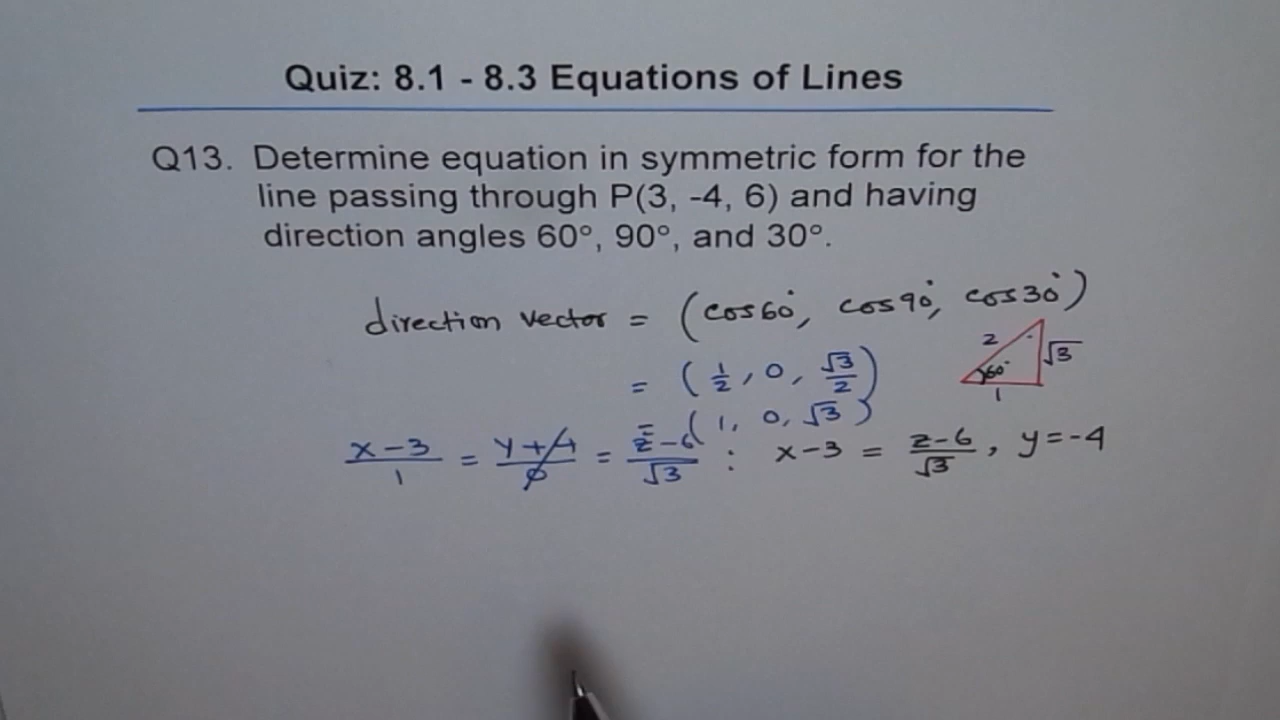 Quiz: 8.1 - 8.3 Equations of Lines
Q13. Determine equation in symmetric form for the
line passing through P(3, -4, 6) and having
direction angles 60°, 90°, and 30°.
direction vector = (cos60°, cos90°, cos30°)
= (1/2, 0, √3/2)
= (1, 0, √3)
2 √3 60° 1
(x-3)/1 = (y+4)/0 = (z-6)/√3 : x-3 = (z-6)/√3, y=-4